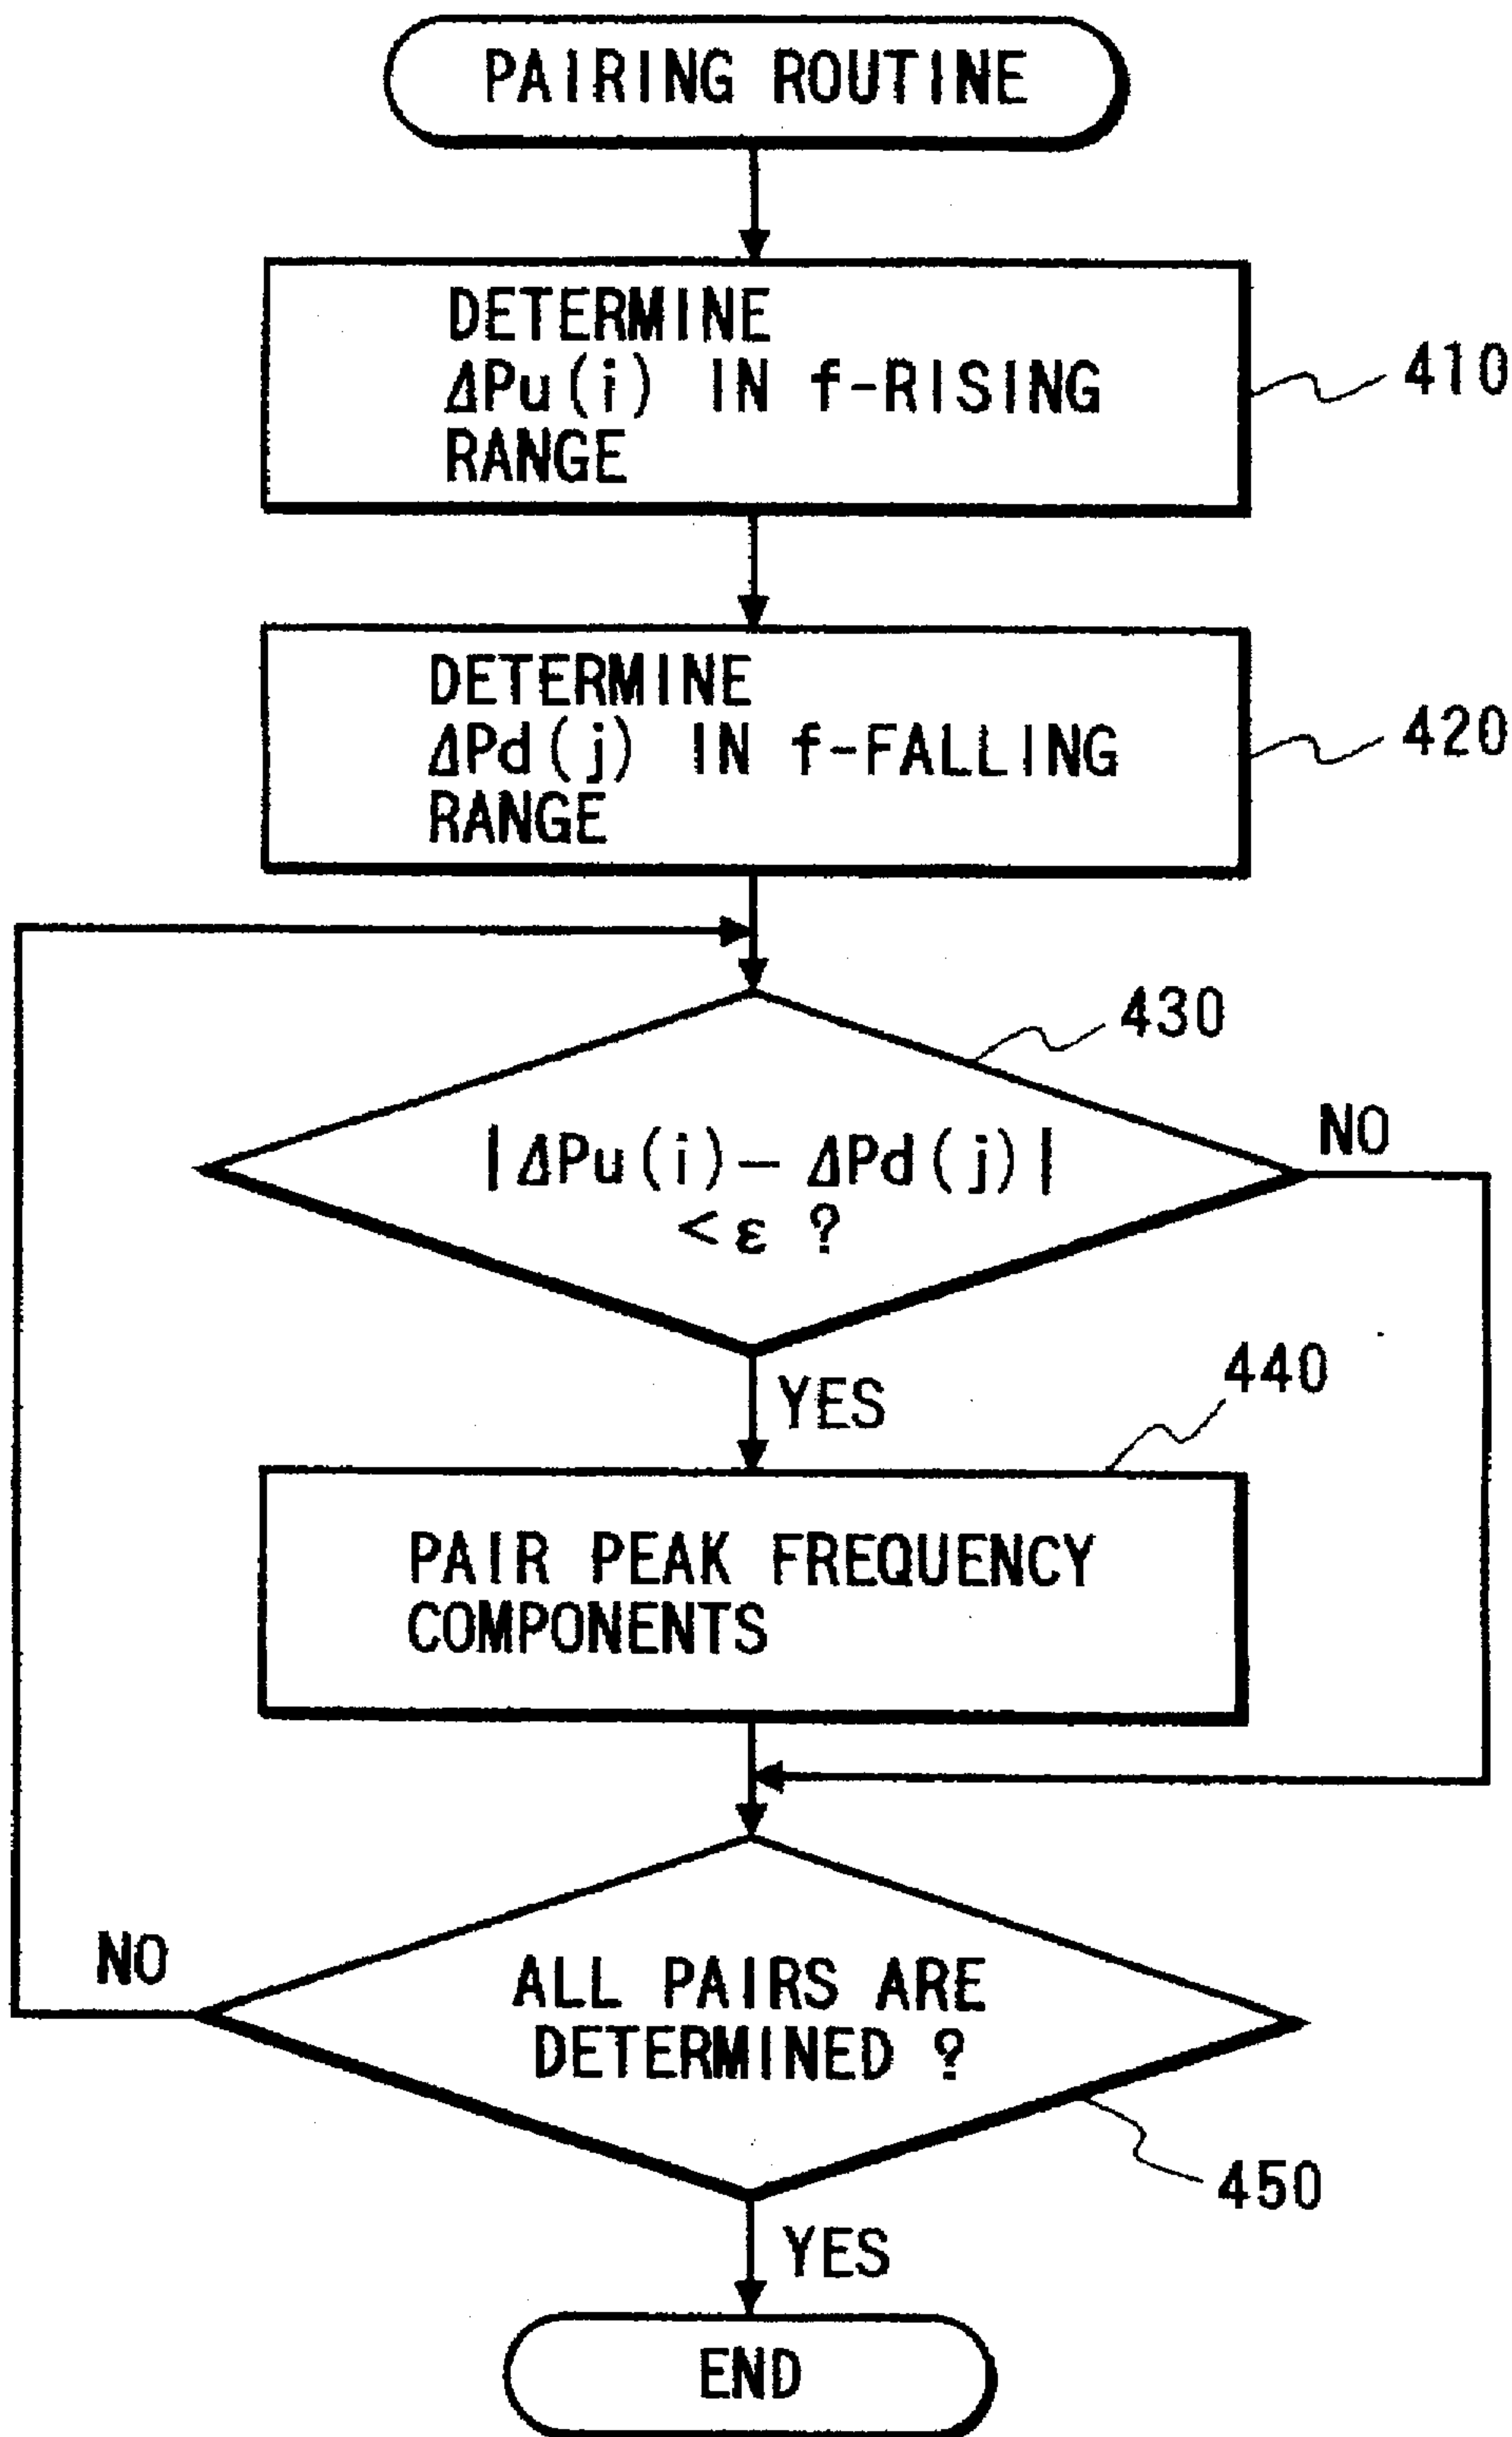 PAIRING ROUTINE
DETERMINE
ΔPu(i) IN f-RISING
RANGE
410
DETERMINE
ΔPd(j) IN f-FALLING
RANGE
420
430
|ΔPu(i)− ΔPd(j)|
< ε ?
NO
YES
440
PAIR PEAK FREQUENCY
COMPONENTS
NO
ALL PAIRS ARE
DETERMINED ?
450
YES
END